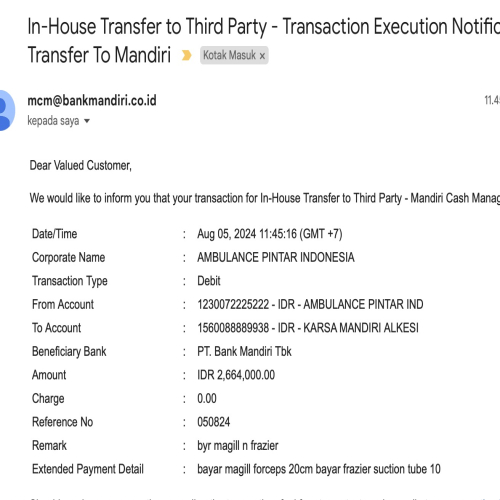 In-House Transfer to Third Party - Transaction Execution Notific
Transfer To Mandiri Kotak Masuk ×
mcm@bankmandiri.co.id 11.4
kepada saya
Dear Valued Customer,
We would like to inform you that your transaction for In-House Transfer to Third Party - Mandiri Cash Manag
Date/Time : Aug 05, 2024 11:45:16 (GMT +7)
Corporate Name : AMBULANCE PINTAR INDONESIA
Transaction Type : Debit
From Account : 1230072225222 - IDR - AMBULANCE PINTAR IND
To Account : 1560088889938 - IDR - KARSA MANDIRI ALKESI
Beneficiary Bank : PT. Bank Mandiri Tbk
Amount : IDR 2,664,000.00
Charge : 0.00
Reference No : 050824
Remark : byr magill n frazier
Extended Payment Detail : bayar magill forceps 20cm bayar frazier suction tube 10